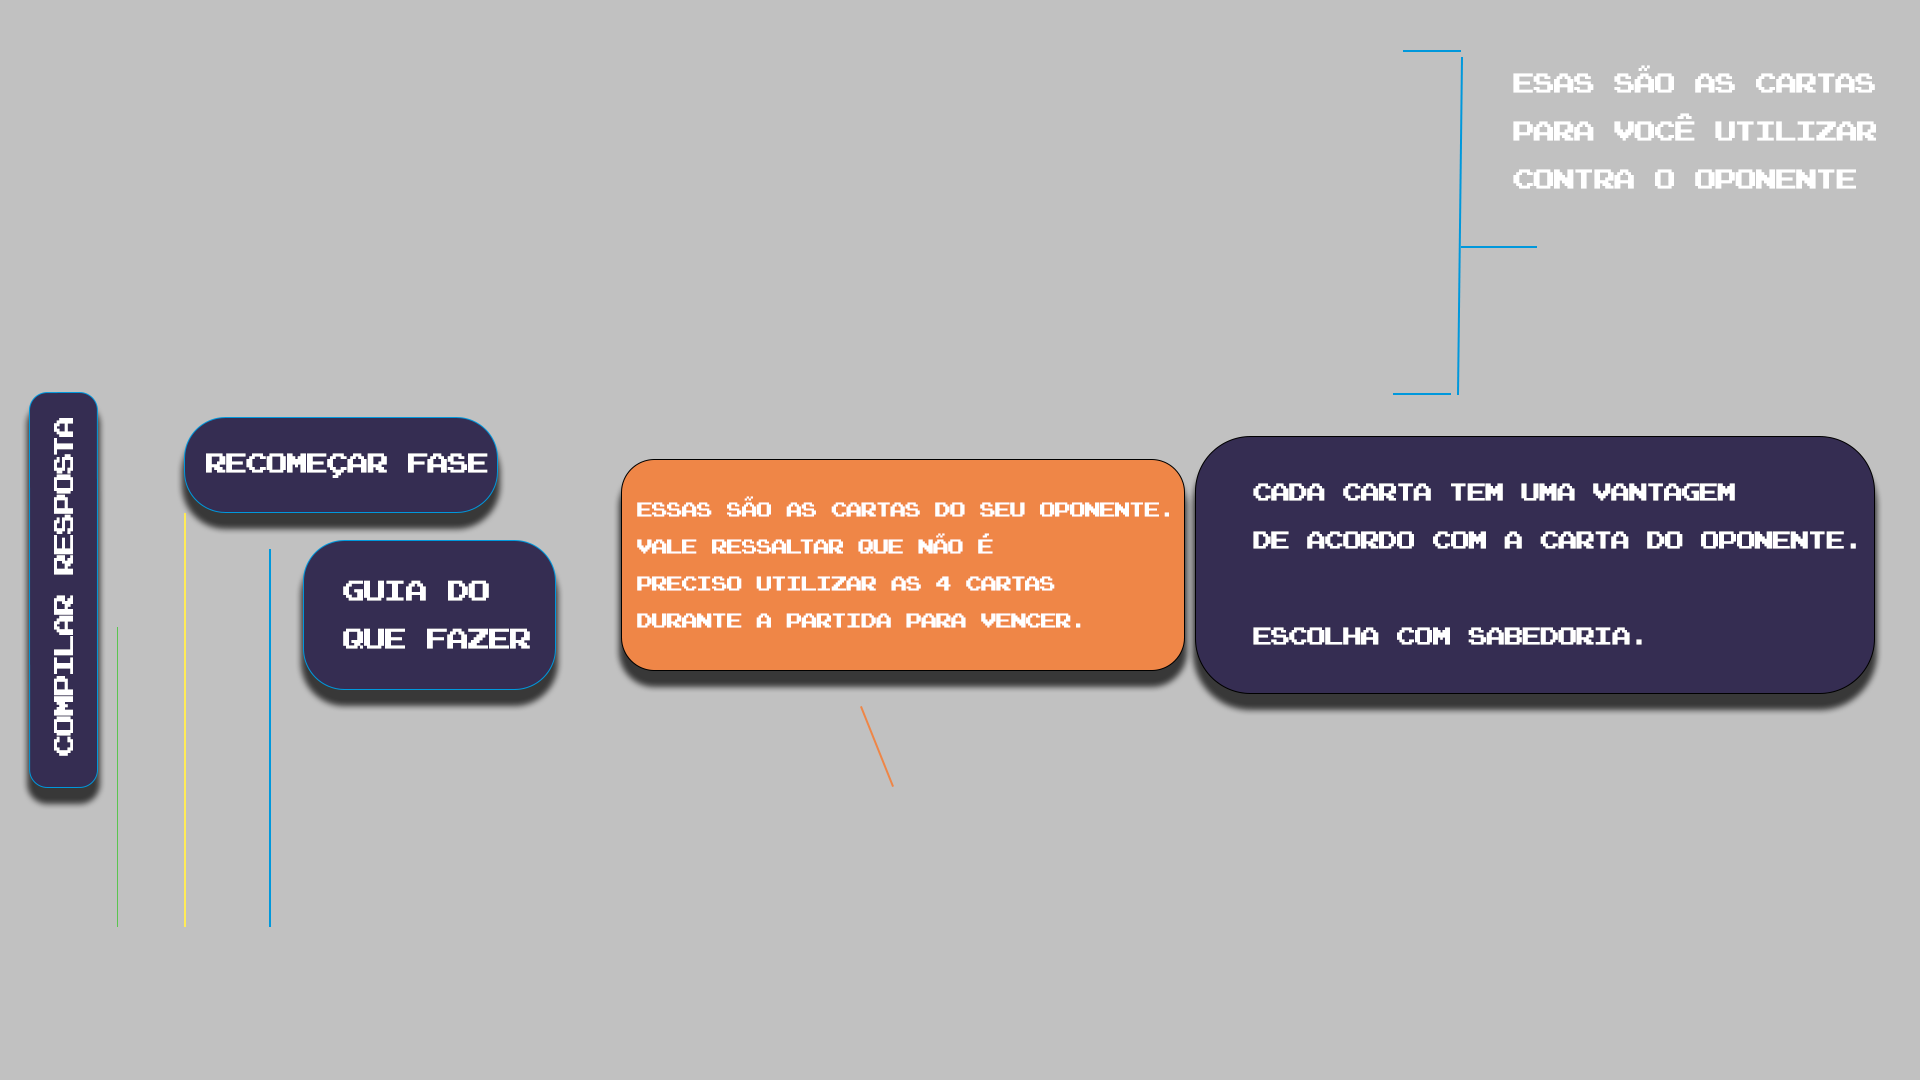 ESAS SÃO AS CARTAS
PARA VOCÊ UTILIZAR
CONTRA O OPONENTE
COMPILAR RESPOSTA
RECOMEÇAR FASE
GUIA DO
QUE FAZER
ESSAS SÃO AS CARTAS DO SEU OPONENTE.
VALE RESSALTAR QUE NÃO É
PRECISO UTILIZAR AS 4 CARTAS
DURANTE A PARTIDA PARA VENCER.
CADA CARTA TEM UMA VANTAGEM
DE ACORDO COM A CARTA DO OPONENTE.
ESCOLHA COM SABEDORIA.